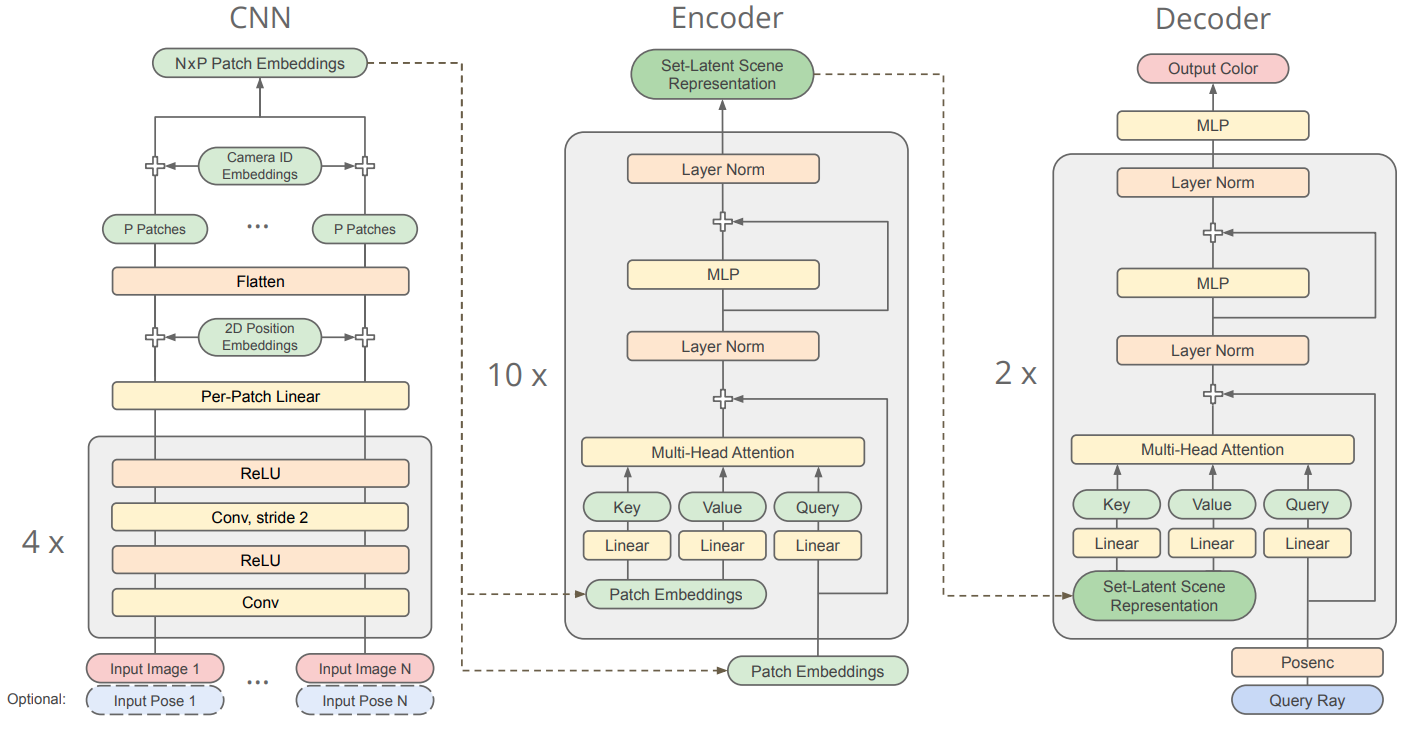 CNN
NxP Patch Embeddings
Camera ID
Embeddings
P Patches
...
P Patches
Flatten
2D Position
Embeddings
Per-Patch Linear
4 x
ReLU
Conv, stride 2
ReLU
Conv
Input Image 1
...
Input Image N
Optional:
Input Pose 1
Input Pose N
Encoder
Set-Latent Scene
Representation
10 x
Layer Norm
MLP
Layer Norm
Multi-Head Attention
Key
Value
Query
Linear
Linear
Linear
Patch Embeddings
Patch Embeddings
Decoder
Output Color
MLP
2 x
Layer Norm
MLP
Layer Norm
Multi-Head Attention
Key
Value
Query
Linear
Linear
Linear
Set-Latent Scene
Representation
Posenc
Query Ray